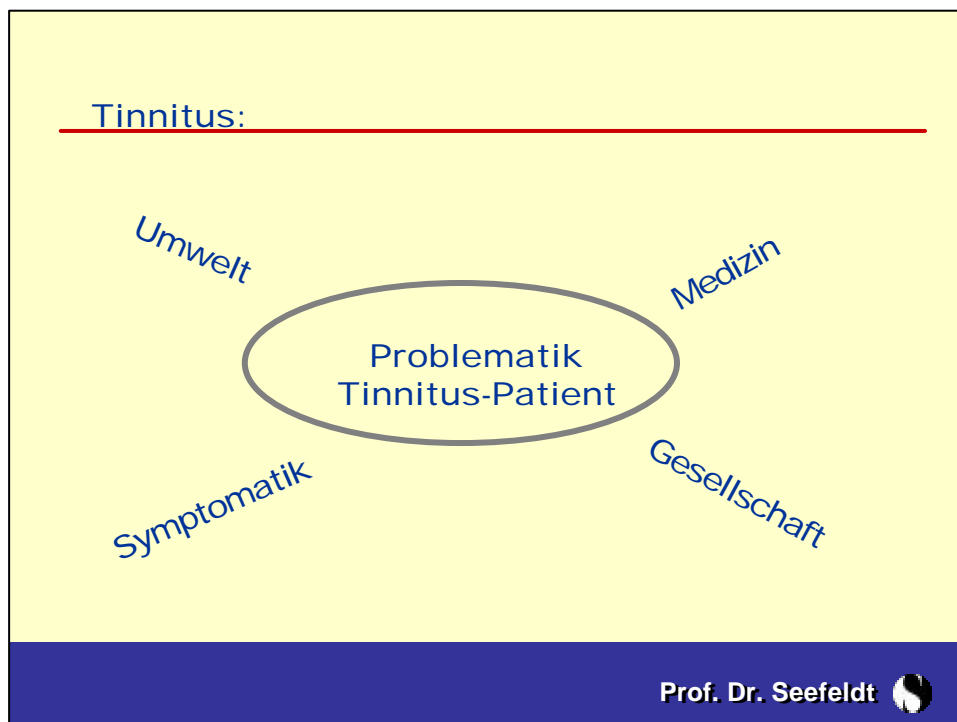 Tinnitus:
Umwelt
Medizin
Problematik
Tinnitus-Patient
Symptomatik
Gesellschaft
Prof. Dr. Seefeldt